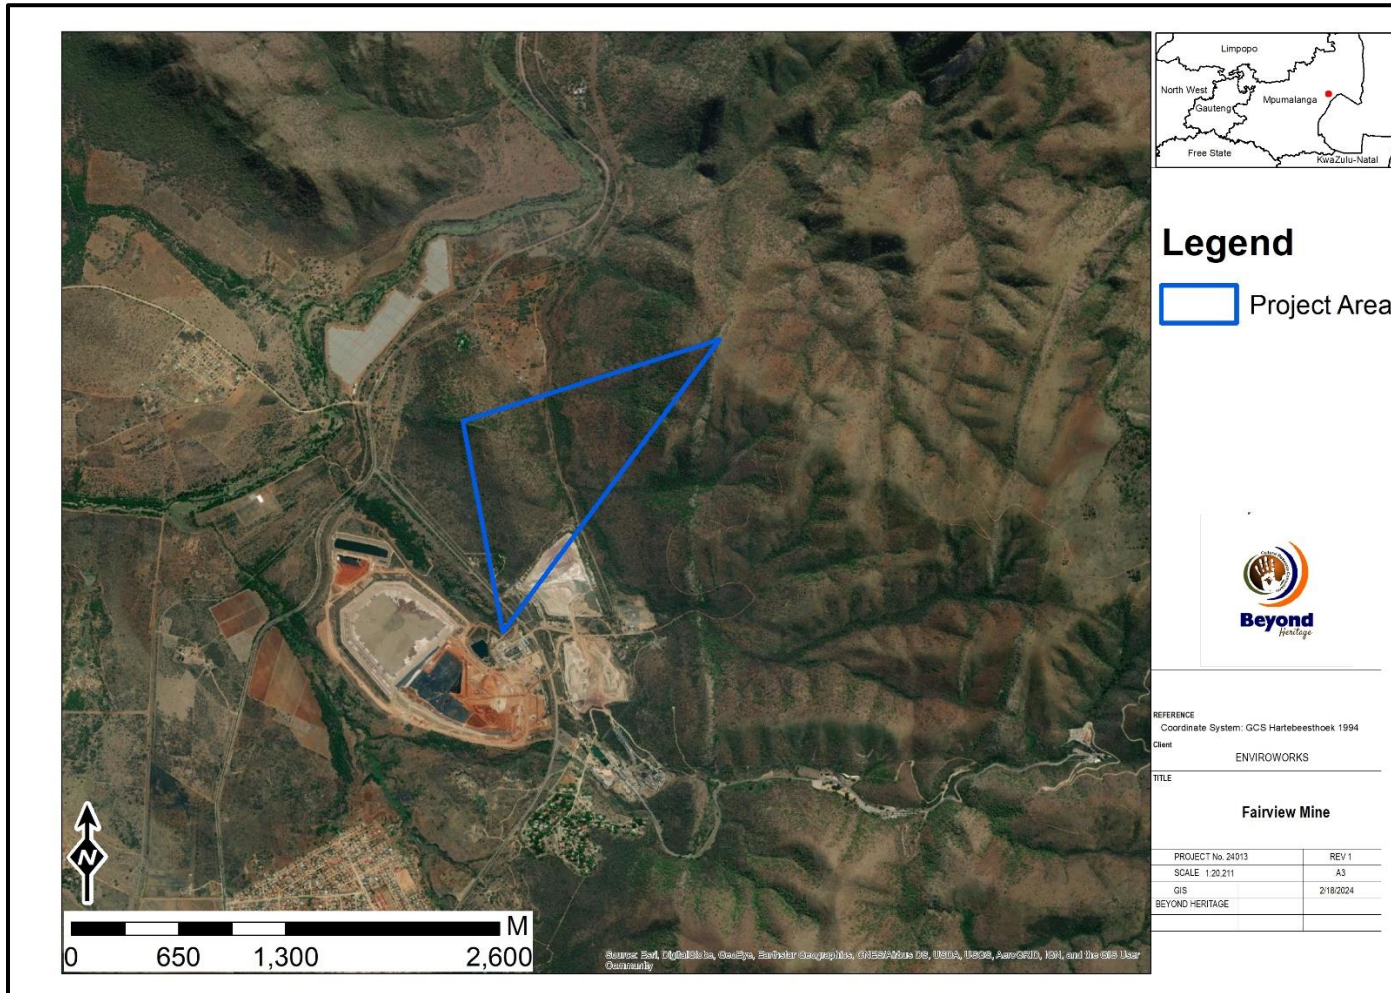 Limpopo
North West
Mpumalanga
Gauteng
Free State
KwaZulu-Natal
Legend
Project Area
Beyond
Heritage
REFERENCE
Coordinate System: GCS Hartebeesthoek 1994
Client
ENVIROWORKS
TITLE
Fairview Mine
PROJECT No. 24013 REV 1
SCALE 1:20,211 A3
GIS 2/18/2024
BEYOND HERITAGE
N
M
0 650 1,300 2,600
Source: Esri, DigitalGlobe, GeoEye, Earthstar Geographics, CNES/Airbus DS, USDA, USGS, AeroGRID, IGN, and the GIS User
Community